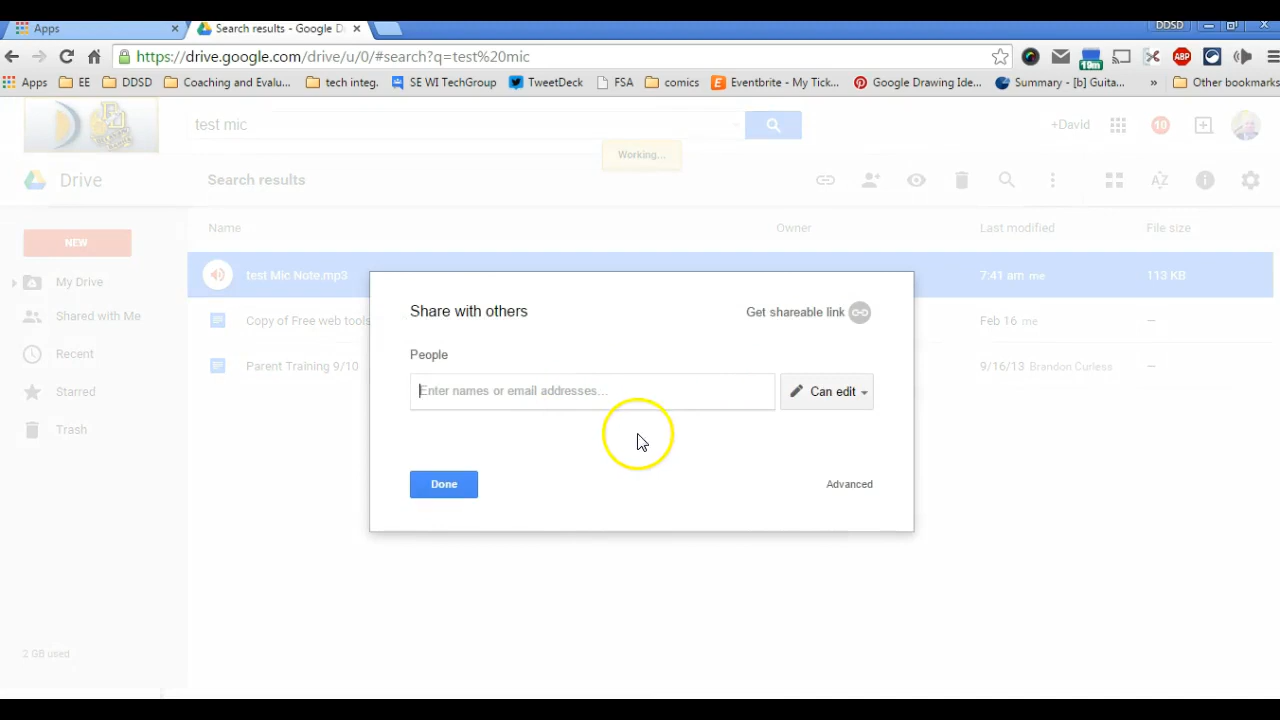 Apps
Search results - Google D
DDSD
https://drive.google.com/drive/u/0/#search?q=test%20mic
ABP
10m
Apps
EE
DDSD
Coaching and Evalu...
tech integ.
SE WI TechGroup
TweetDeck
FSA
comics
Eventbrite - My Tick...
Google Drawing Ide...
Summary - [b] Guita...
»
Other bookmarks
test mic
+David
10
Working...
Drive
Search results
AZ
NEW
Name
Owner
Last modified
File size
My Drive
test Mic Note.mp3
7:41 am me
113 KB
Shared with Me
Copy of Free web tools
Feb 16 me
—
Recent
Parent Training 9/10
9/16/13 Brandon Curless
—
Starred
Trash
2 GB used
Share with others
Get shareable link
People
Enter names or email addresses...
Can edit
Done
Advanced